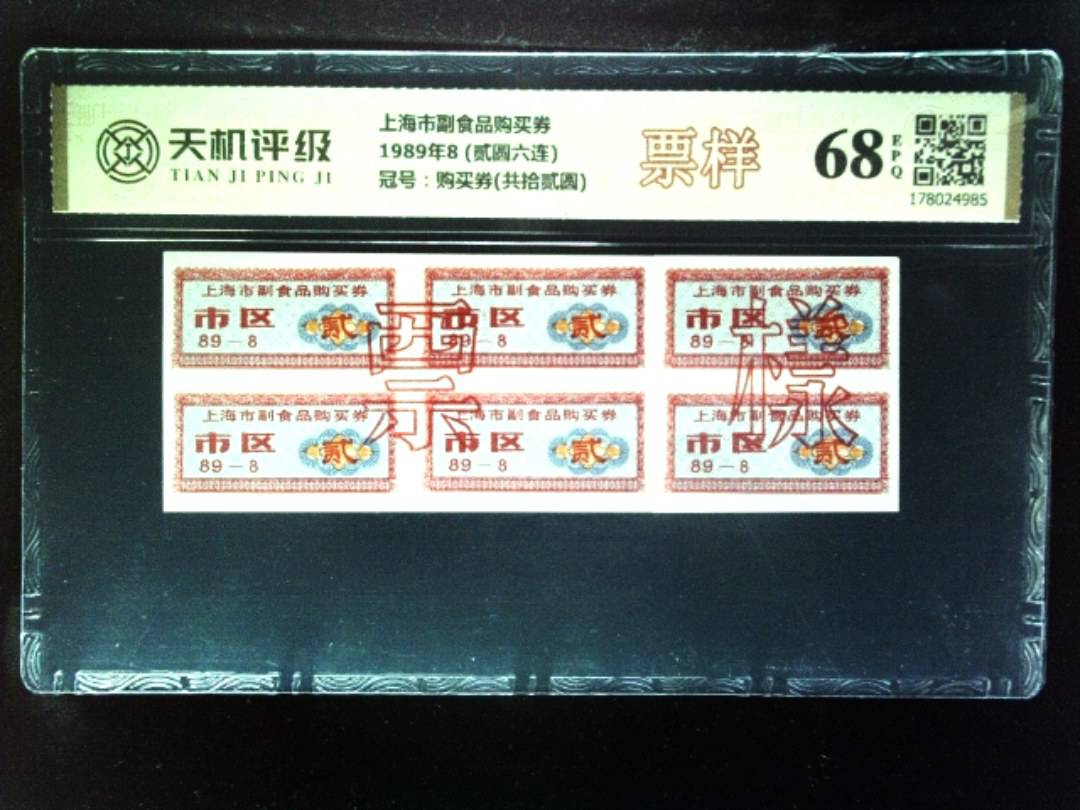 天机评级
TIAN JI PING JI
上海市副食品购买券
1989年8 (贰圆六连)
冠号：购买券(共拾贰圆)
票样
68
EPQ
178024985
上海市副食品购买券
市区
贰
89－8
上海市副食品购买券
市区
贰
89－8
上海市副食品购买券
市区
贰
89－8
上海市副食品购买券
市区
贰
89－8
上海市副食品购买券
市区
贰
89－8
上海市副食品购买券
市区
贰
89－8
票样